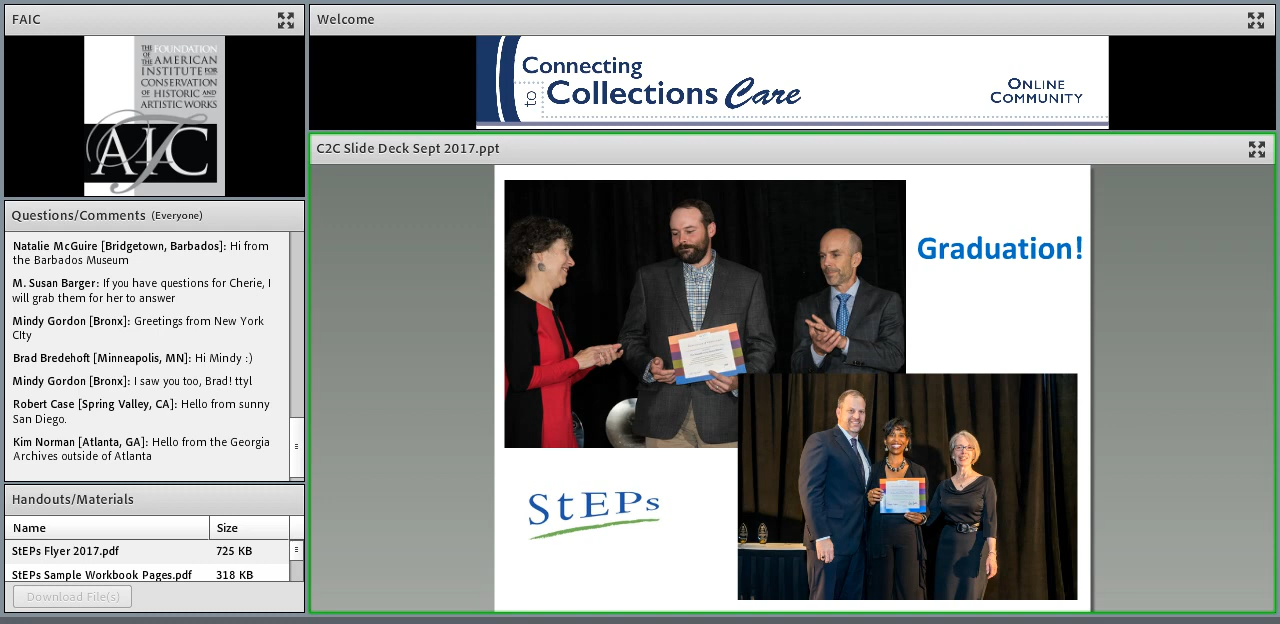 FAIC
THE FOUNDATION
OF THE AMERICAN
INSTITUTE FOR
CONSERVATION
OF HISTORIC AND
ARTISTIC WORKS
AIC
Questions/Comments (Everyone)
Natalie McGuire [Bridgetown, Barbados]: Hi from
the Barbados Museum
M. Susan Barger: If you have questions for Cherie, I
will grab them for her to answer
Mindy Gordon [Bronx]: Greetings from New York
CIty
Brad Bredehoft [Minneapolis, MN]: Hi Mindy :)
Mindy Gordon [Bronx]: I saw you too, Brad! ttyl
Robert Case [Spring Valley, CA]: Hello from sunny
San Diego.
Kim Norman [Atlanta, GA]: Hello from the Georgia
Archives outside of Atlanta
Handouts/Materials
Name Size
StEPs Flyer 2017.pdf 725 KB
StEPs Sample Workbook Pages.pdf 318 KB
Download File(s)
Welcome
Connecting
to Collections Care
ONLINE
COMMUNITY
C2C Slide Deck Sept 2017.ppt
Graduation!
StEPs